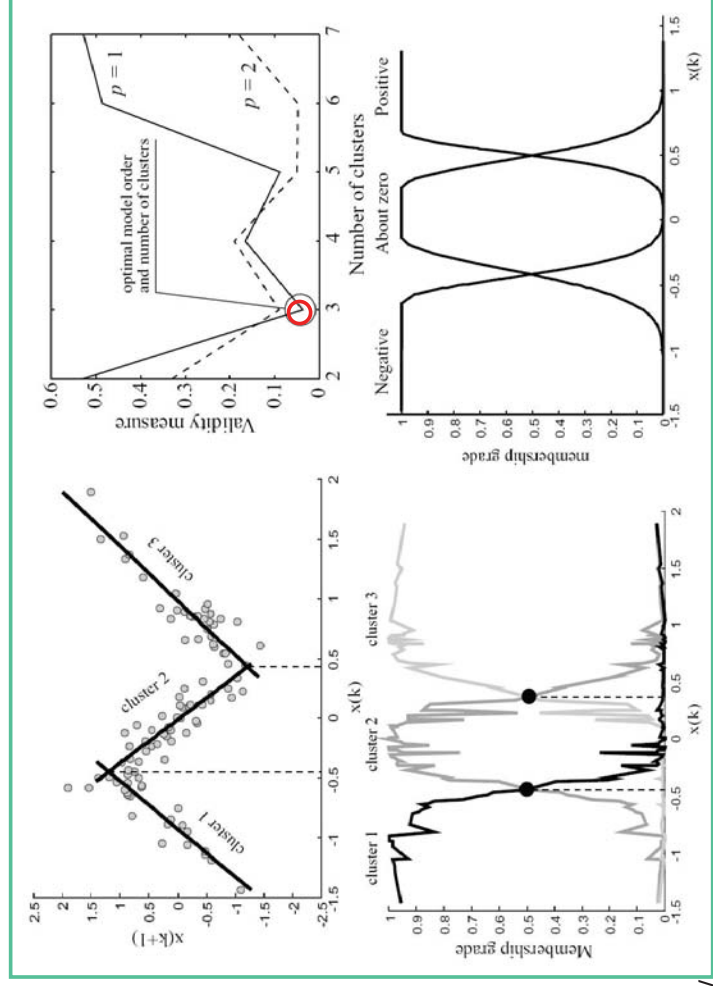 2.5
2
1.5
1
0.5
0
-0.5
-1
-1.5
-2
-2.5
x(k+1)
cluster 1
cluster 2
cluster 3
-1.5 -1 -0.5 0 0.5 1 1.5 2
x(k)
0.6
0.5
0.4
0.3
0.2
0.1
0
Validity measure
optimal model order
and number of clusters
p = 1
p = 2
2 3 4 5 6 7
Number of clusters
Membership grade
1
0.9
0.8
0.7
0.6
0.5
0.4
0.3
0.2
0.1
0
cluster 1 cluster 2 cluster 3
-1.5 -1 -0.5 0 0.5 1 1.5 2
x(k)
membership grade
1
0.9
0.8
0.7
0.6
0.5
0.4
0.3
0.2
0.1
0
Negative About zero Positive
-1.5 -1 -0.5 0 0.5 1 1.5
x(k)